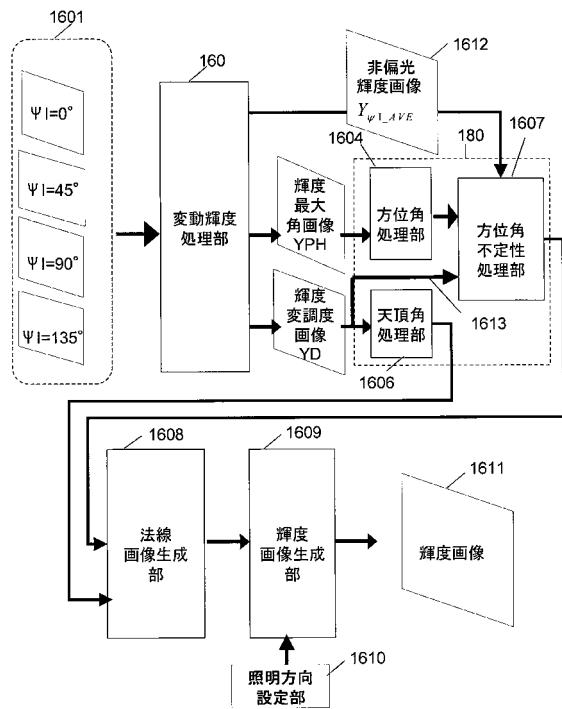 1601
ΨI=0°
ΨI=45°
ΨI=90°
ΨI=135°
160
変動輝度
処理部
1612
非偏光
輝度画像
Y ψI_AVE
輝度
最大
角画像
YPH
輝度
変調度
画像
YD
1604
方位角
処理部
180
1607
方位角
不定性
処理部
1613
天頂角
処理部
1606
1608
法線
画像生成
部
1609
輝度
画像生成
部
1611
輝度画像
照明方向
設定部
1610